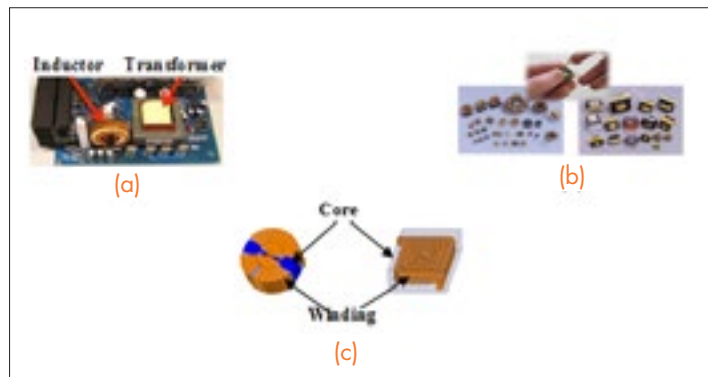 Inductor Transformer
(a)
(b)
Core
Winding
(c)